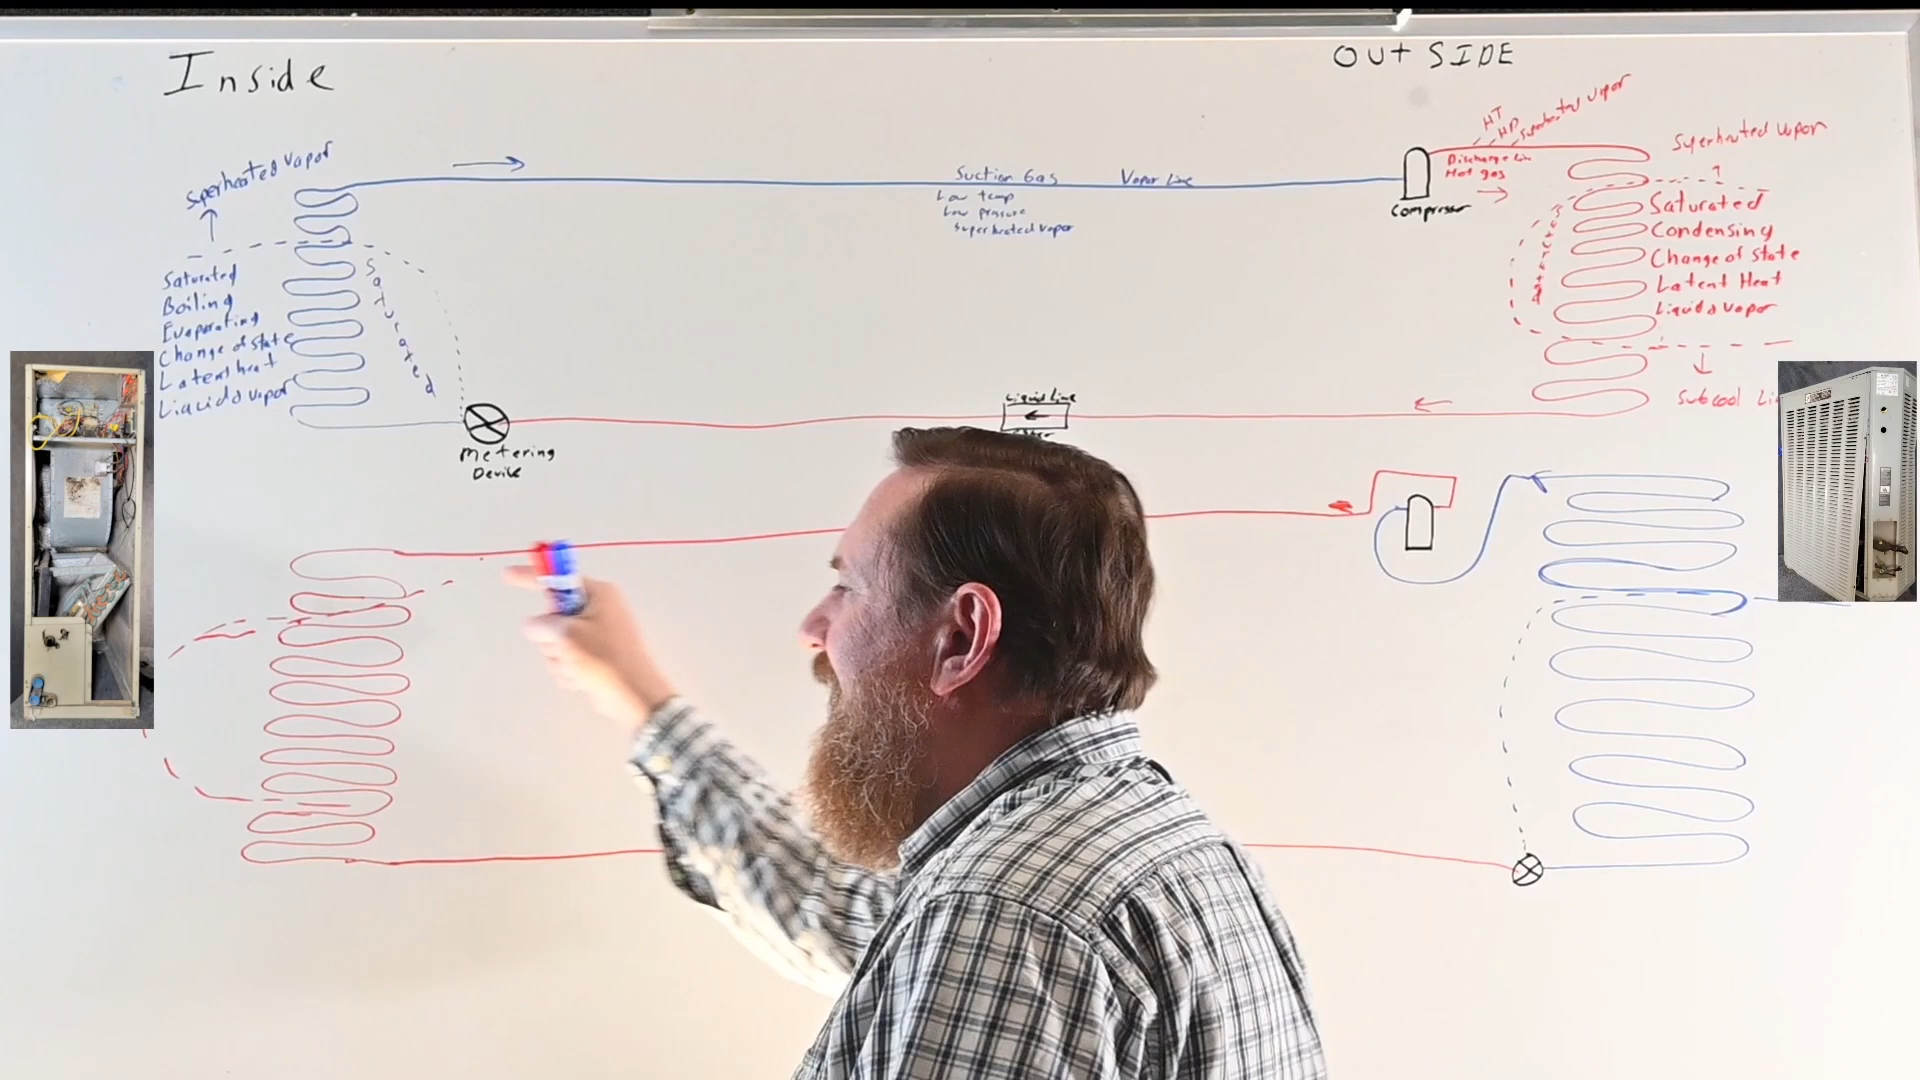 Inside
OUTSIDE
HT
HP
Superheated Vapor
Discharge Line
Hot gas
Superheated Vapor
Superheated Vapor
Suction Gas
Vapor Line
Low temp
Low pressure
Superheated Vapor
Compressor
Saturated
Condensing
Change of State
Latent Heat
Liquid & Vapor
Saturated
Boiling
Evaporating
Change of State
Latent heat
Liquid & Vapor
Saturated
Liquid Line
Metering
Device
Subcool